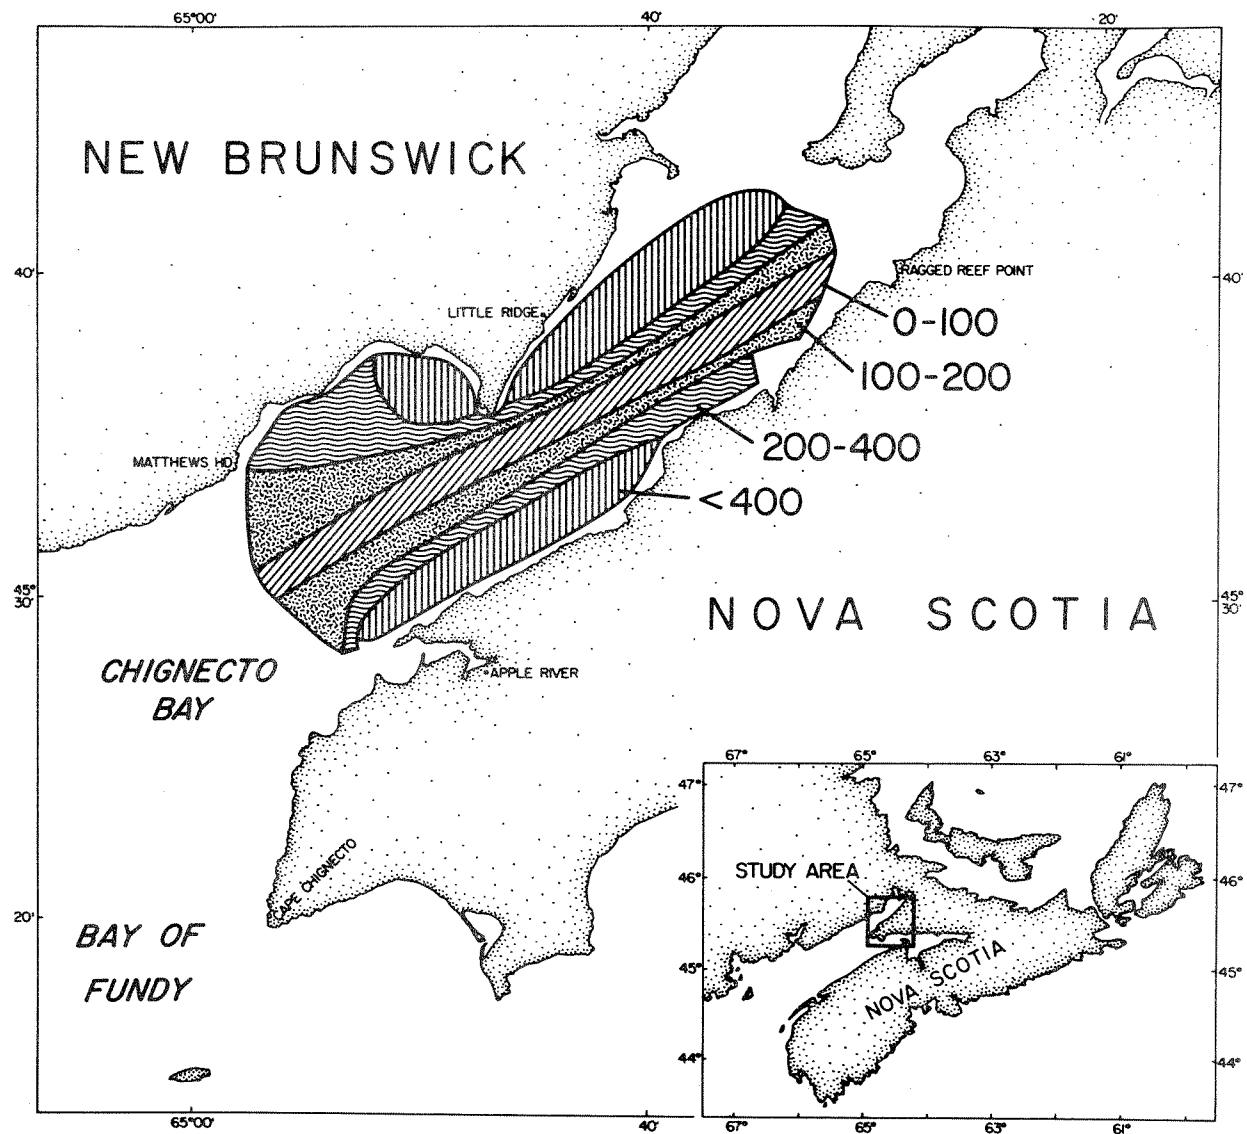 65°00'
40'
20'
NEW BRUNSWICK
40'
40'
RAGGED REEF POINT
LITTLE RIDGE
0-100
100-200
200-400
MATTHEWS HD.
<400
45°
30'
45°
30'
NOVA SCOTIA
CHIGNECTO
BAY
APPLE RIVER
67°
65°
63°
61°
47°
47°
CAPE CHIGNECTO
STUDY AREA
46°
46°
20'
BAY OF
FUNDY
45°
45°
NOVA SCOTIA
44°
44°
65°00'
40'
67°
65°
63°
61°